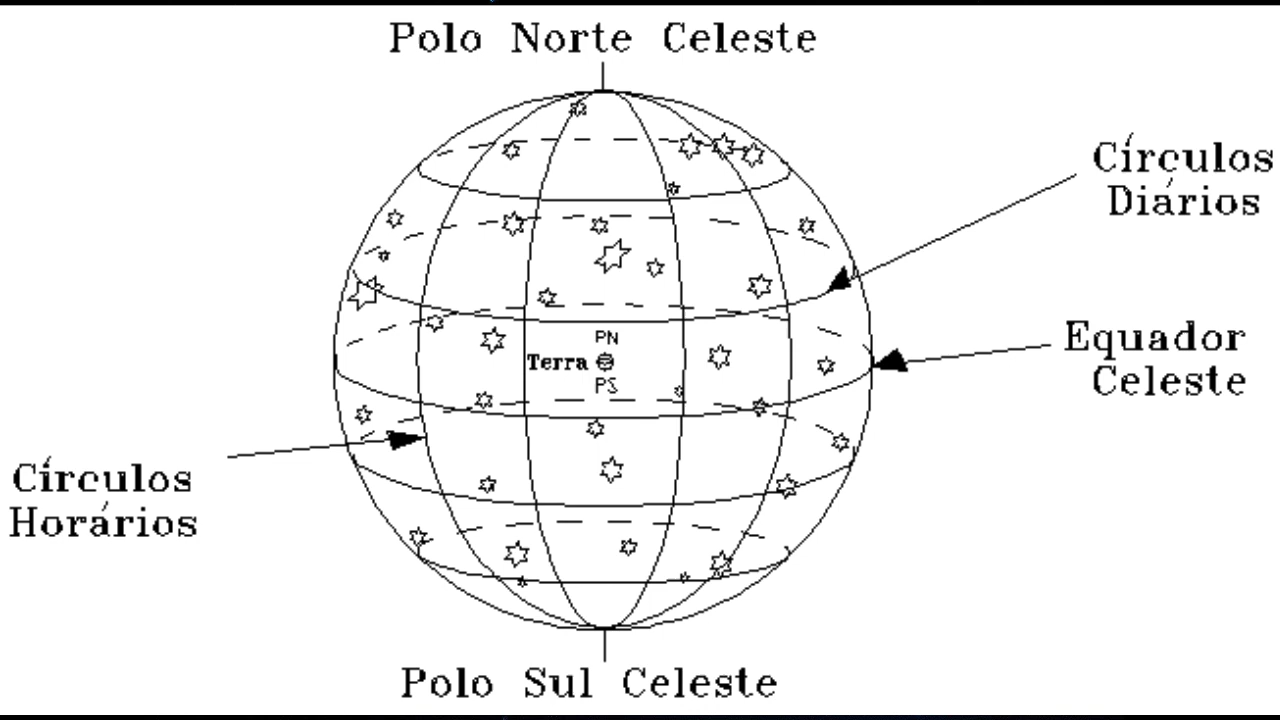 Polo Norte Celeste
Círculos
Diários
Equador
Celeste
PN
Terra
PS
Círculos
Horários
Polo Sul Celeste